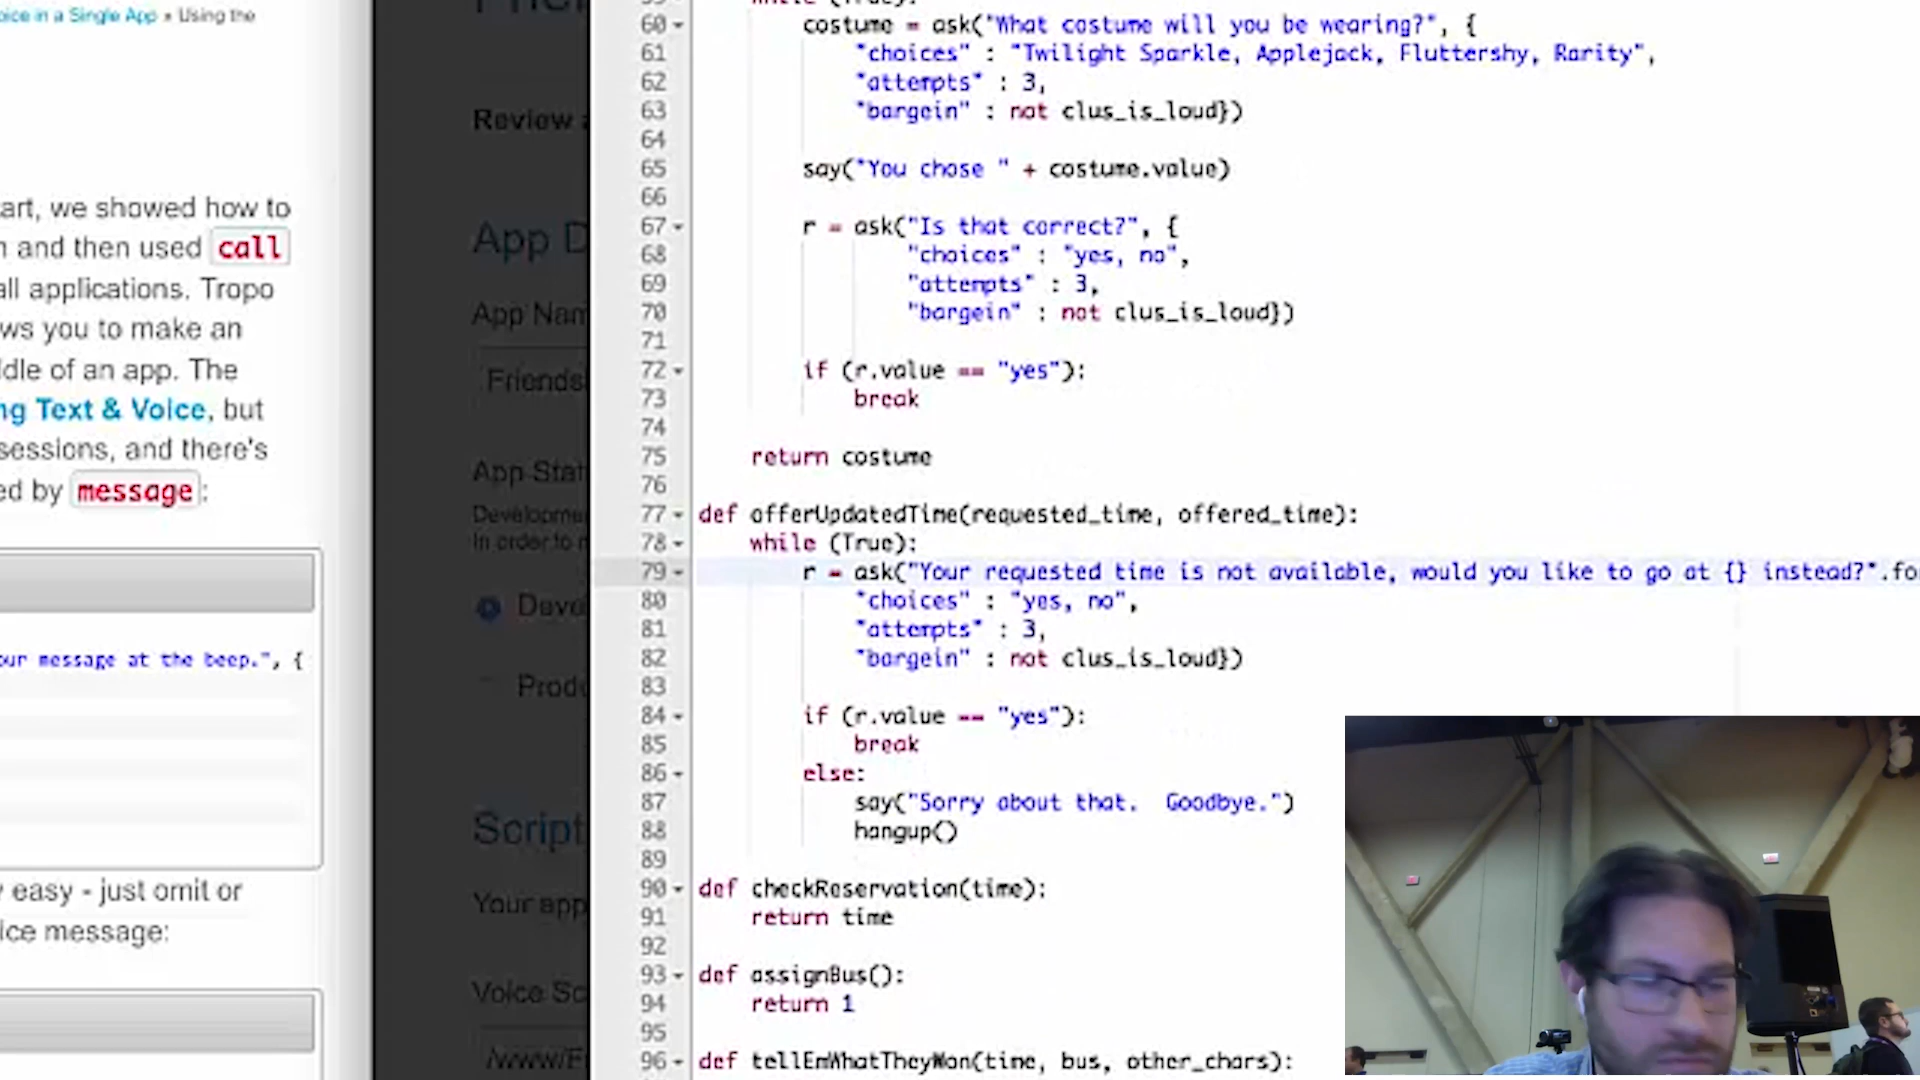 oice in a Single App » Using the
art, we showed how to
n and then used call
all applications. Tropo
ws you to make an
ddle of an app. The
ng Text & Voice, but
sessions, and there's
ed by message:
our message at the beep.", {
y easy - just omit or
ice message:
Review
App D
App Nam
Friends
App Stat
Developme
In order to
Deve
Produ
Script
Your app
Voice Sc
/www/F
60 costume = ask("What costume will you be wearing?", {
61 "choices" : "Twilight Sparkle, Applejack, Fluttershy, Rarity",
62 "attempts" : 3,
63 "bargein" : not clus_is_loud})
64
65 say("You chose " + costume.value)
66
67 r = ask("Is that correct?", {
68 "choices" : "yes, no",
69 "attempts" : 3,
70 "bargein" : not clus_is_loud})
71
72 if (r.value == "yes"):
73 break
74
75 return costume
76
77 def offerUpdatedTime(requested_time, offered_time):
78 while (True):
79 r = ask("Your requested time is not available, would you like to go at {} instead?".fo
80 "choices" : "yes, no",
81 "attempts" : 3,
82 "bargein" : not clus_is_loud})
83
84 if (r.value == "yes"):
85 break
86 else:
87 say("Sorry about that.  Goodbye.")
88 hangup()
89
90 def checkReservation(time):
91 return time
92
93 def assignBus():
94 return 1
95
96 def tellEmWhatTheyWon(time, bus, other_chars):